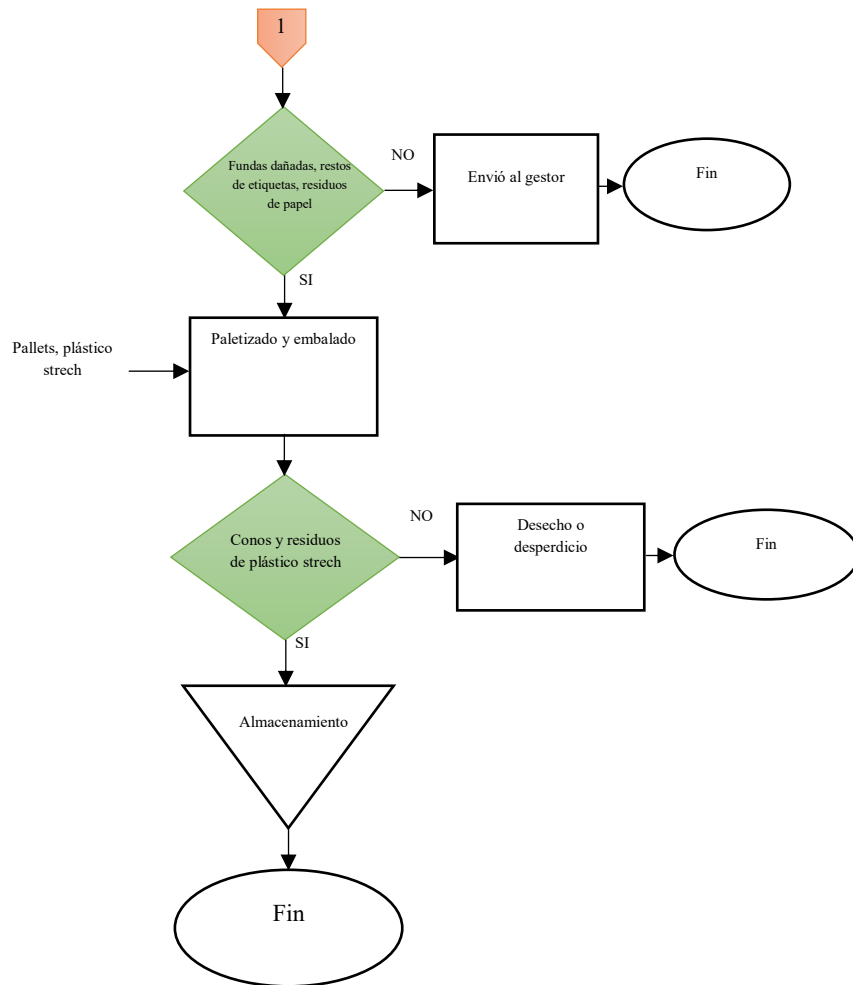 1
Fundas dañadas, restos
de etiquetas, residuos
de papel
NO
Envió al gestor
Fin
SI
Paletizado y embalado
Pallets, plástico
strech
Conos y residuos
de plástico strech
NO
Desecho o
desperdicio
Fin
SI
Almacenamiento
Fin